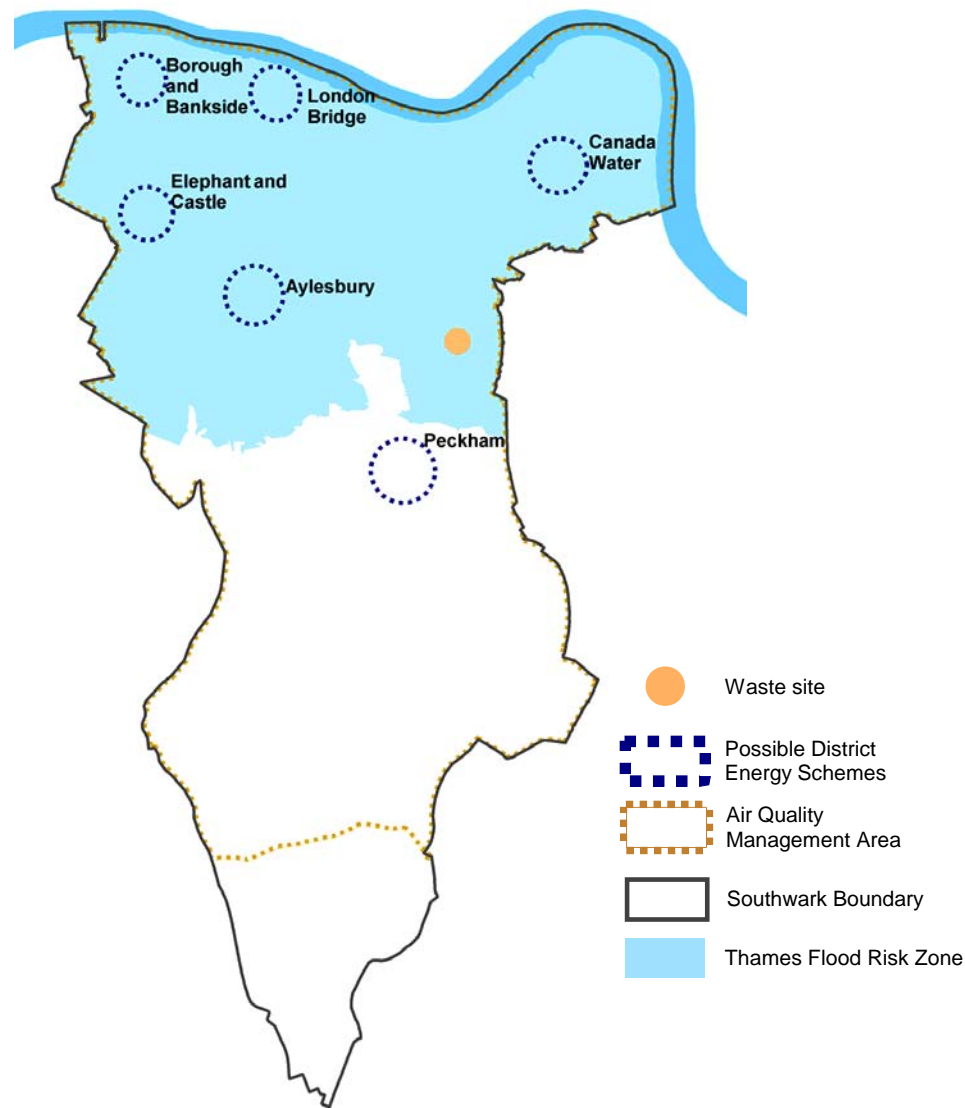 Borough
and
Bankside
London
Bridge
Canada
Water
Elephant and
Castle
Aylesbury
Peckham
Waste site
Possible District
Energy Schemes
Air Quality
Management Area
Southwark Boundary
Thames Flood Risk Zone